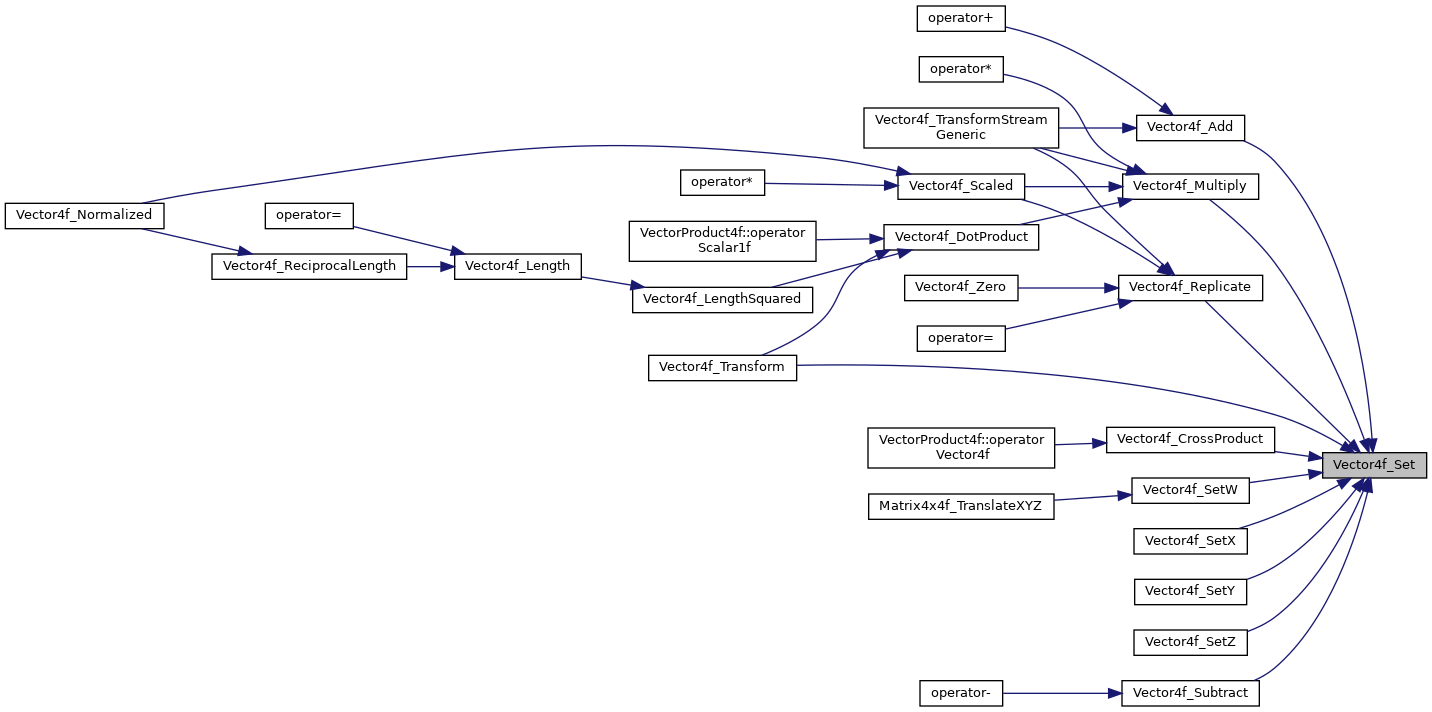 operator+
operator*
Vector4f_TransformStream
Generic
Vector4f_Add
operator*
Vector4f_Scaled
Vector4f_Multiply
Vector4f_Normalized
operator=
VectorProduct4f::operator
Scalar1f
Vector4f_DotProduct
Vector4f_ReciprocalLength
Vector4f_Length
Vector4f_LengthSquared
Vector4f_Zero
Vector4f_Replicate
operator=
Vector4f_Transform
VectorProduct4f::operator
Vector4f
Vector4f_CrossProduct
Vector4f_Set
Matrix4x4f_TranslateXYZ
Vector4f_SetW
Vector4f_SetX
Vector4f_SetY
Vector4f_SetZ
operator-
Vector4f_Subtract